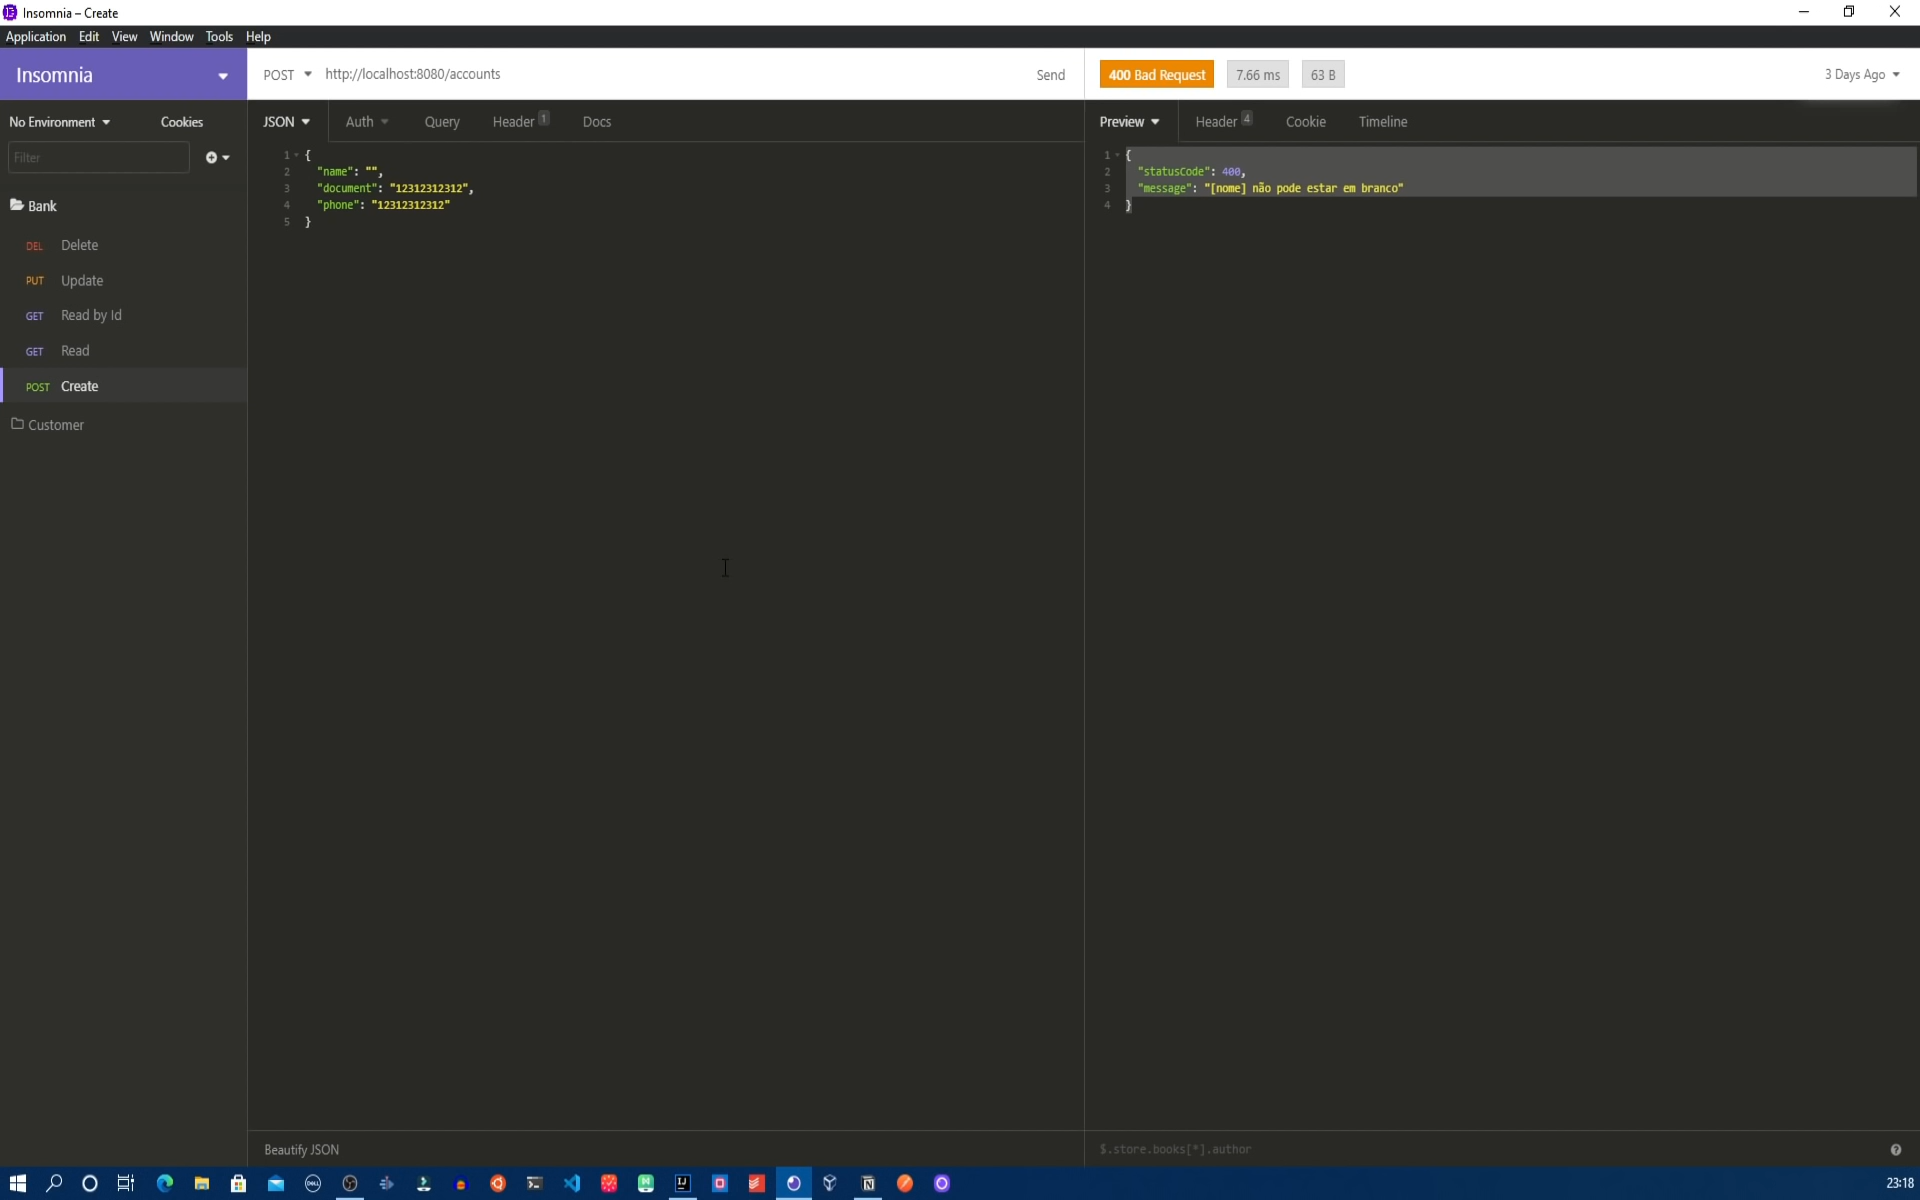 Insomnia – Create
Application Edit View Window Tools Help
Insomnia
POST http://localhost:8080/accounts Send
400 Bad Request 7.66 ms 63 B 3 Days Ago
No Environment Cookies
JSON Auth Query Header 1 Docs
Preview Header 4 Cookie Timeline
Filter
Bank
DEL Delete
PUT Update
GET Read by Id
GET Read
POST Create
Customer
1 {
2 "name": "",
3 "document": "12312312312",
4 "phone": "12312312312"
5 }
1 {
2 "statusCode": 400,
3 "message": "[nome] não pode estar em branco"
4 }
Beautify JSON
$.store.books[*].author
23:18